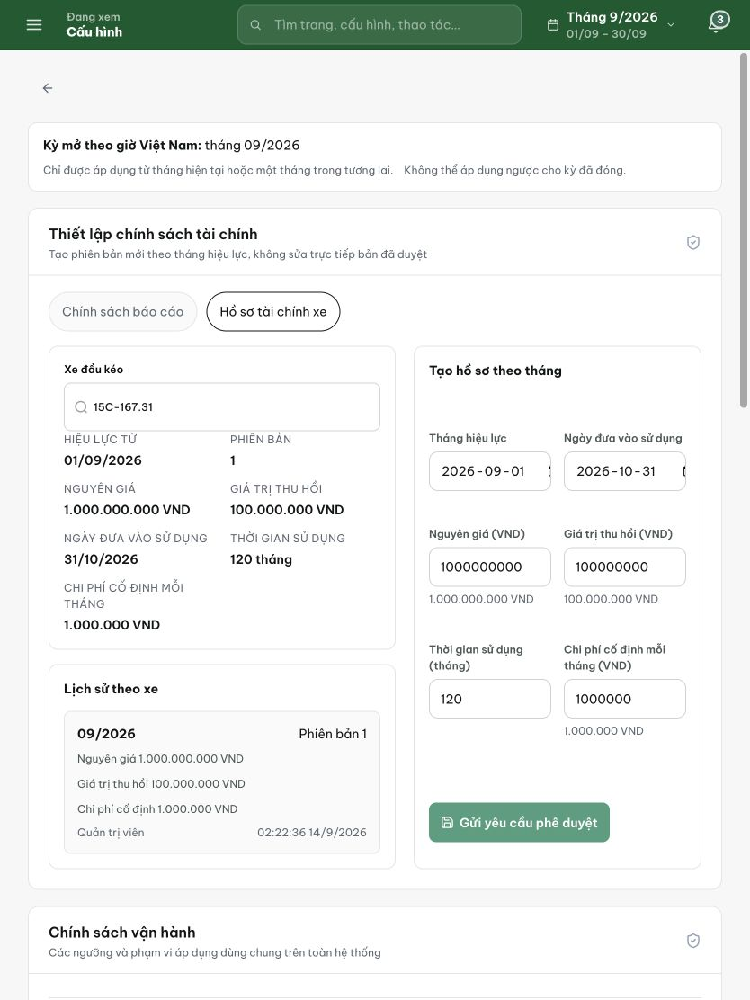 Đang xem
Cấu hình
Tìm trang, cấu hình, thao tác...
Tháng 9/2026
01/09 – 30/09
3
Kỳ mở theo giờ Việt Nam: tháng 09/2026
Chỉ được áp dụng từ tháng hiện tại hoặc một tháng trong tương lai. Không thể áp dụng ngược cho kỳ đã đóng.
Thiết lập chính sách tài chính
Tạo phiên bản mới theo tháng hiệu lực, không sửa trực tiếp bản đã duyệt
Chính sách báo cáo
Hồ sơ tài chính xe
Xe đầu kéo
15C-167.31
HIỆU LỰC TỪ
PHIÊN BẢN
01/09/2026
1
NGUYÊN GIÁ
GIÁ TRỊ THU HỒI
1.000.000.000 VND
100.000.000 VND
NGÀY ĐƯA VÀO SỬ DỤNG
THỜI GIAN SỬ DỤNG
31/10/2026
120 tháng
CHI PHÍ CỐ ĐỊNH MỖI
THÁNG
1.000.000 VND
Lịch sử theo xe
09/2026
Phiên bản 1
Nguyên giá 1.000.000.000 VND
Giá trị thu hồi 100.000.000 VND
Chi phí cố định 1.000.000 VND
Quản trị viên
02:22:36 14/9/2026
Tạo hồ sơ theo tháng
Tháng hiệu lực
Ngày đưa vào sử dụng
2026-09-01
2026-10-31
Nguyên giá (VND)
Giá trị thu hồi (VND)
1000000000
100000000
1.000.000.000 VND
100.000.000 VND
Thời gian sử dụng
(tháng)
Chi phí cố định mỗi
tháng (VND)
120
1000000
1.000.000 VND
Gửi yêu cầu phê duyệt
Chính sách vận hành
Các ngưỡng và phạm vi áp dụng dùng chung trên toàn hệ thống